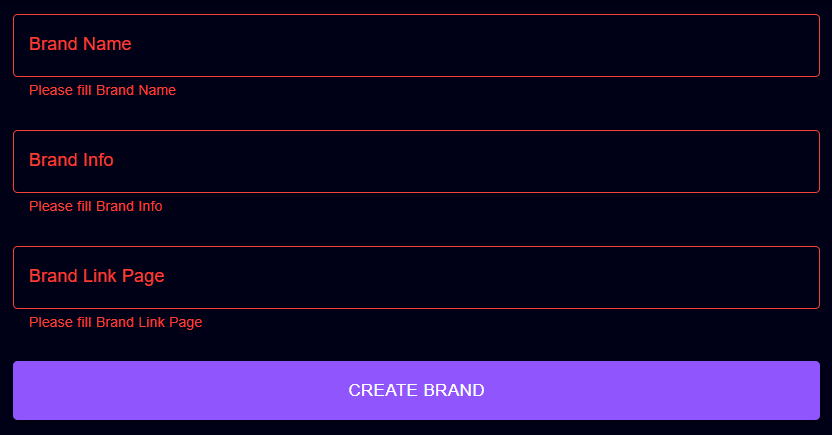 Brand Name
Please fill Brand Name
Brand Info
Please fill Brand Info
Brand Link Page
Please fill Brand Link Page
CREATE BRAND